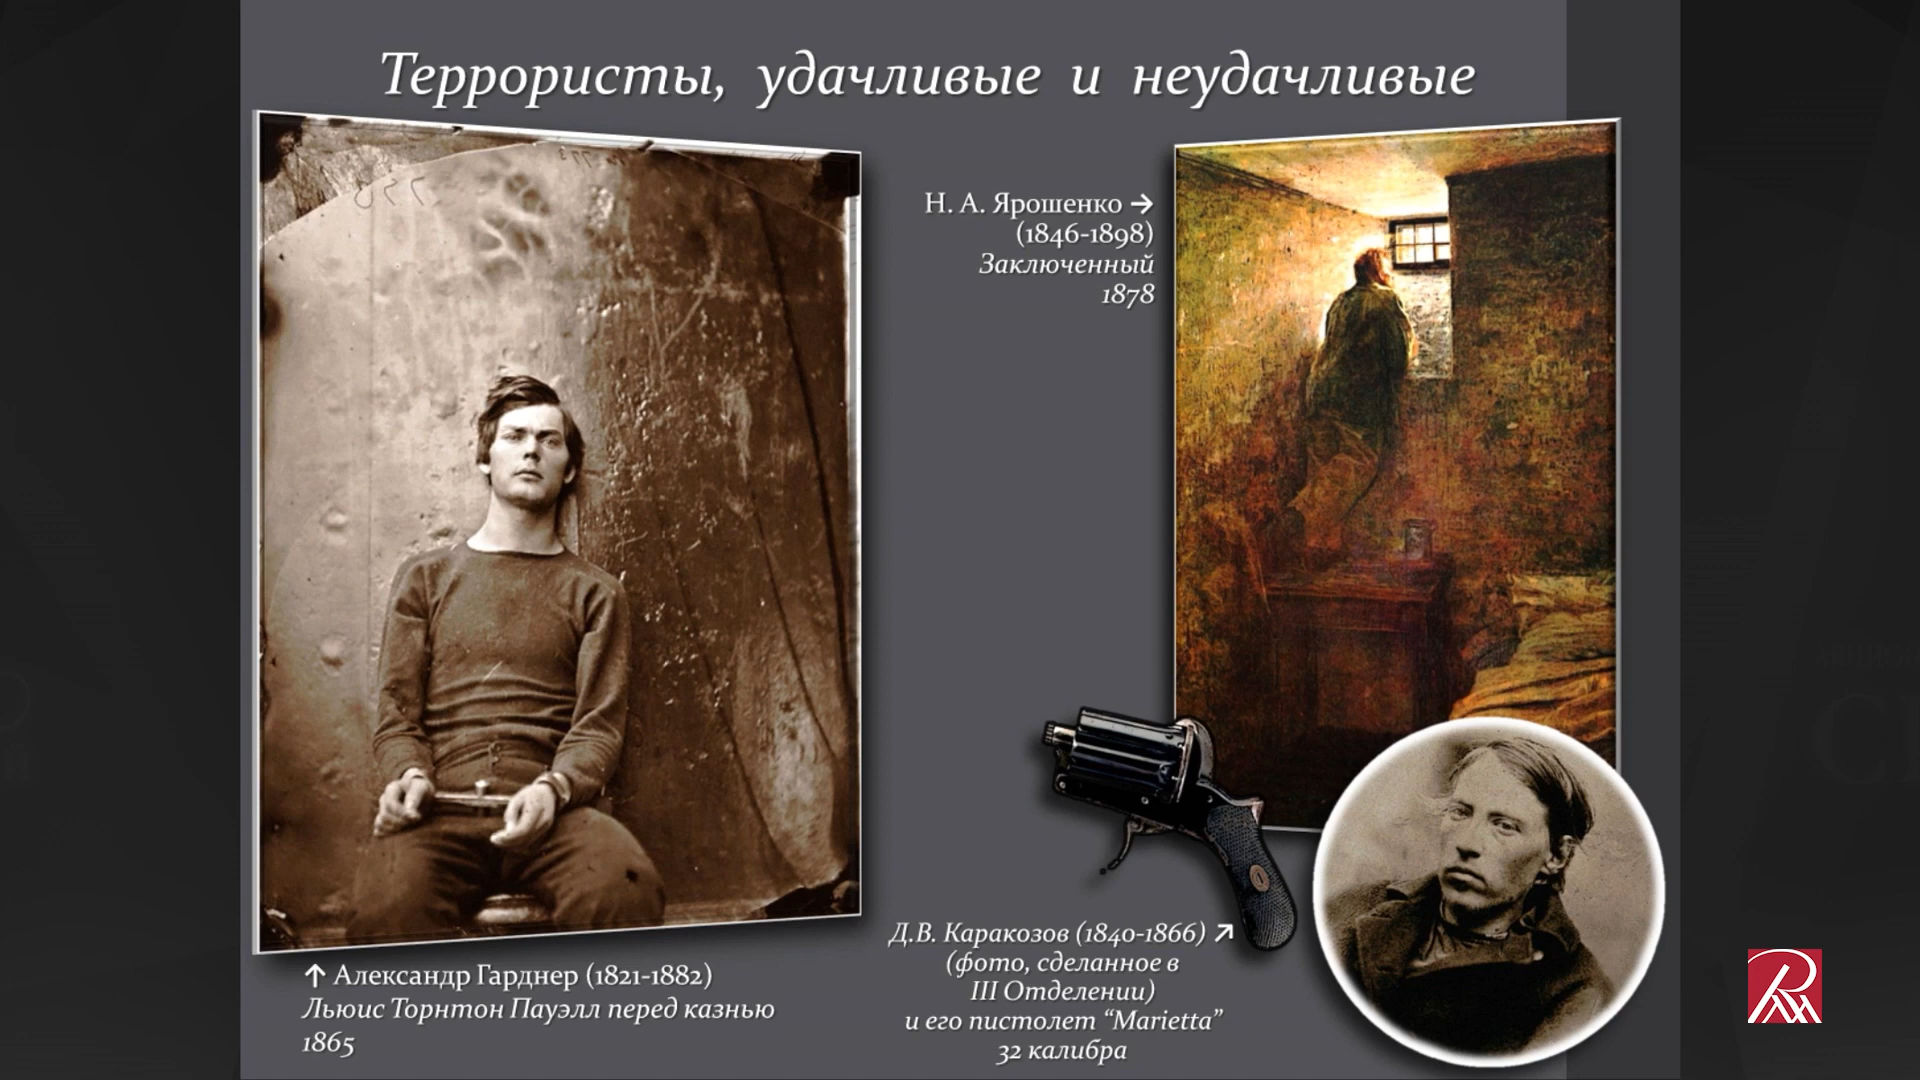 Террористы, удачливые и неудачливые
Н. А. Ярошенко →
(1846-1898)
Заключенный
1878
↑ Александр Гарднер (1821-1882)
Льюис Торнтон Пауэлл перед казнью
1865
Д.В. Каракозов (1840-1866) ↗
(фото, сделанное в
III Отделении)
и его пистолет “Marietta”
32 калибра